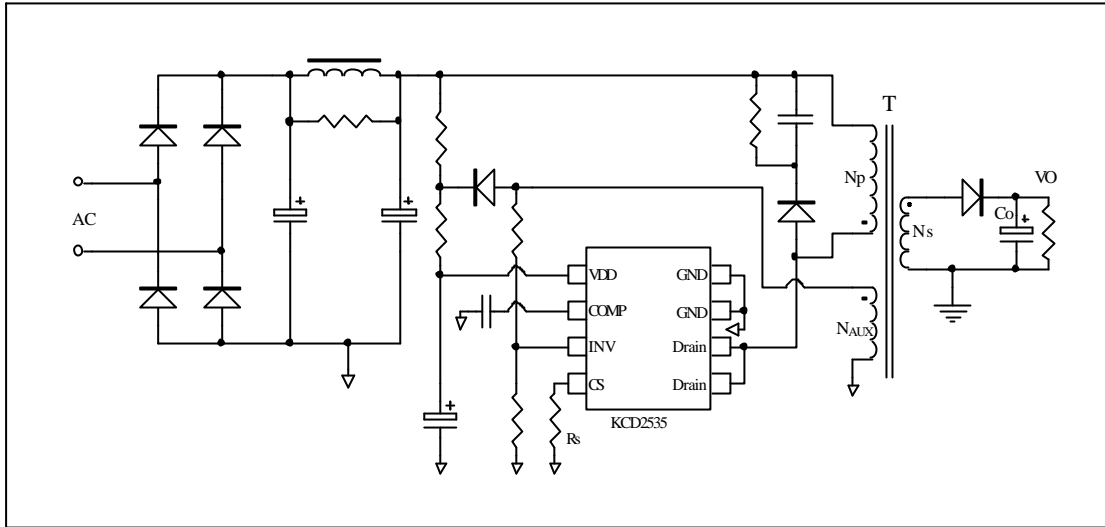 T
Np
VO
AC
Co
Ns
VDD
GND
COMP
GND
NAUX
INV
Drain
CS
Drain
KCD2535
Rs